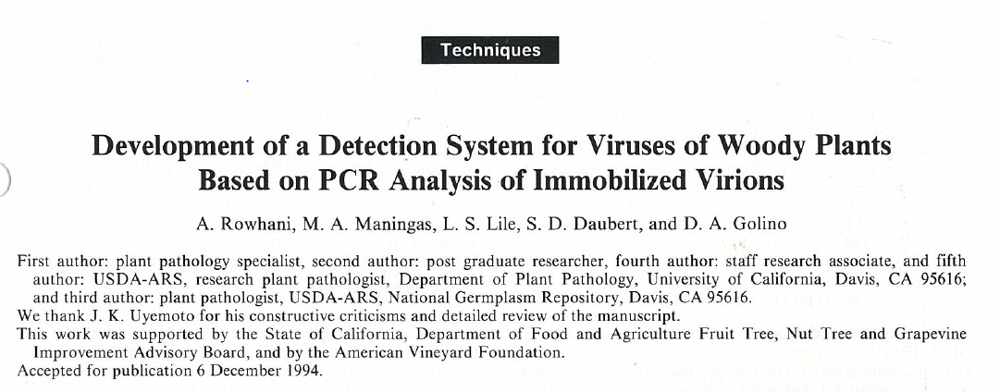 Techniques
Development of a Detection System for Viruses of Woody Plants
Based on PCR Analysis of Immobilized Virions
A. Rowhani, M. A. Maningas, L. S. Lile, S. D. Daubert, and D. A. Golino
First author: plant pathology specialist, second author: post graduate researcher, fourth author: staff research associate, and fifth
author: USDA-ARS, research plant pathologist, Department of Plant Pathology, University of California, Davis, CA 95616;
and third author: plant pathologist, USDA-ARS, National Germplasm Repository, Davis, CA 95616.
We thank J. K. Uyemoto for his constructive criticisms and detailed review of the manuscript.
This work was supported by the State of California, Department of Food and Agriculture Fruit Tree, Nut Tree and Grapevine
Improvement Advisory Board, and by the American Vineyard Foundation.
Accepted for publication 6 December 1994.